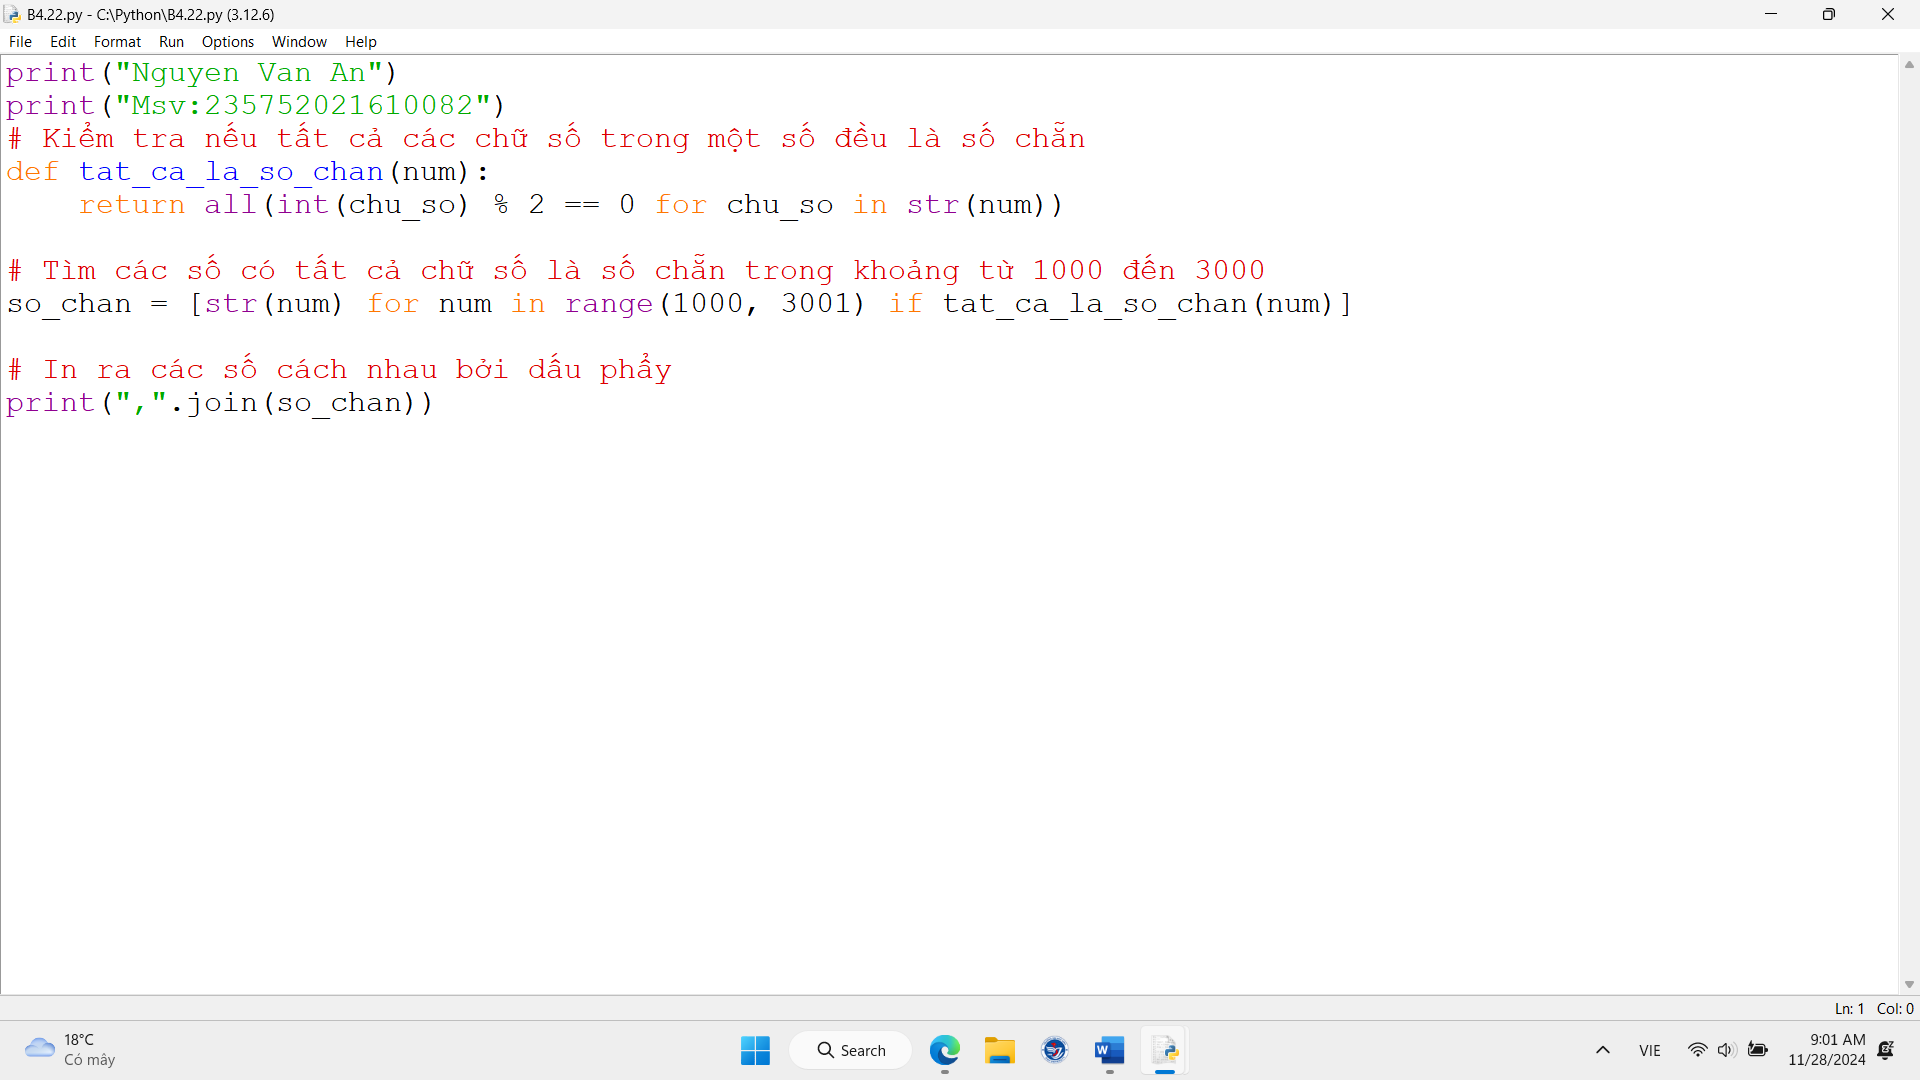 B4.22.py - C:\Python\B4.22.py (3.12.6)
File Edit Format Run Options Window Help
print("Nguyen Van An")
print("Msv:235752021610082")
# Kiểm tra nếu tất cả các chữ số trong một số đều là số chẵn
def tat_ca_la_so_chan(num):
    return all(int(chu_so) % 2 == 0 for chu_so in str(num))
# Tìm các số có tất cả chữ số là số chẵn trong khoảng từ 1000 đến 3000
so_chan = [str(num) for num in range(1000, 3001) if tat_ca_la_so_chan(num)]
# In ra các số cách nhau bởi dấu phẩy
print(",".join(so_chan))
Ln: 1 Col: 0
18°C
Có mây
Search
VIE
9:01 AM
11/28/2024